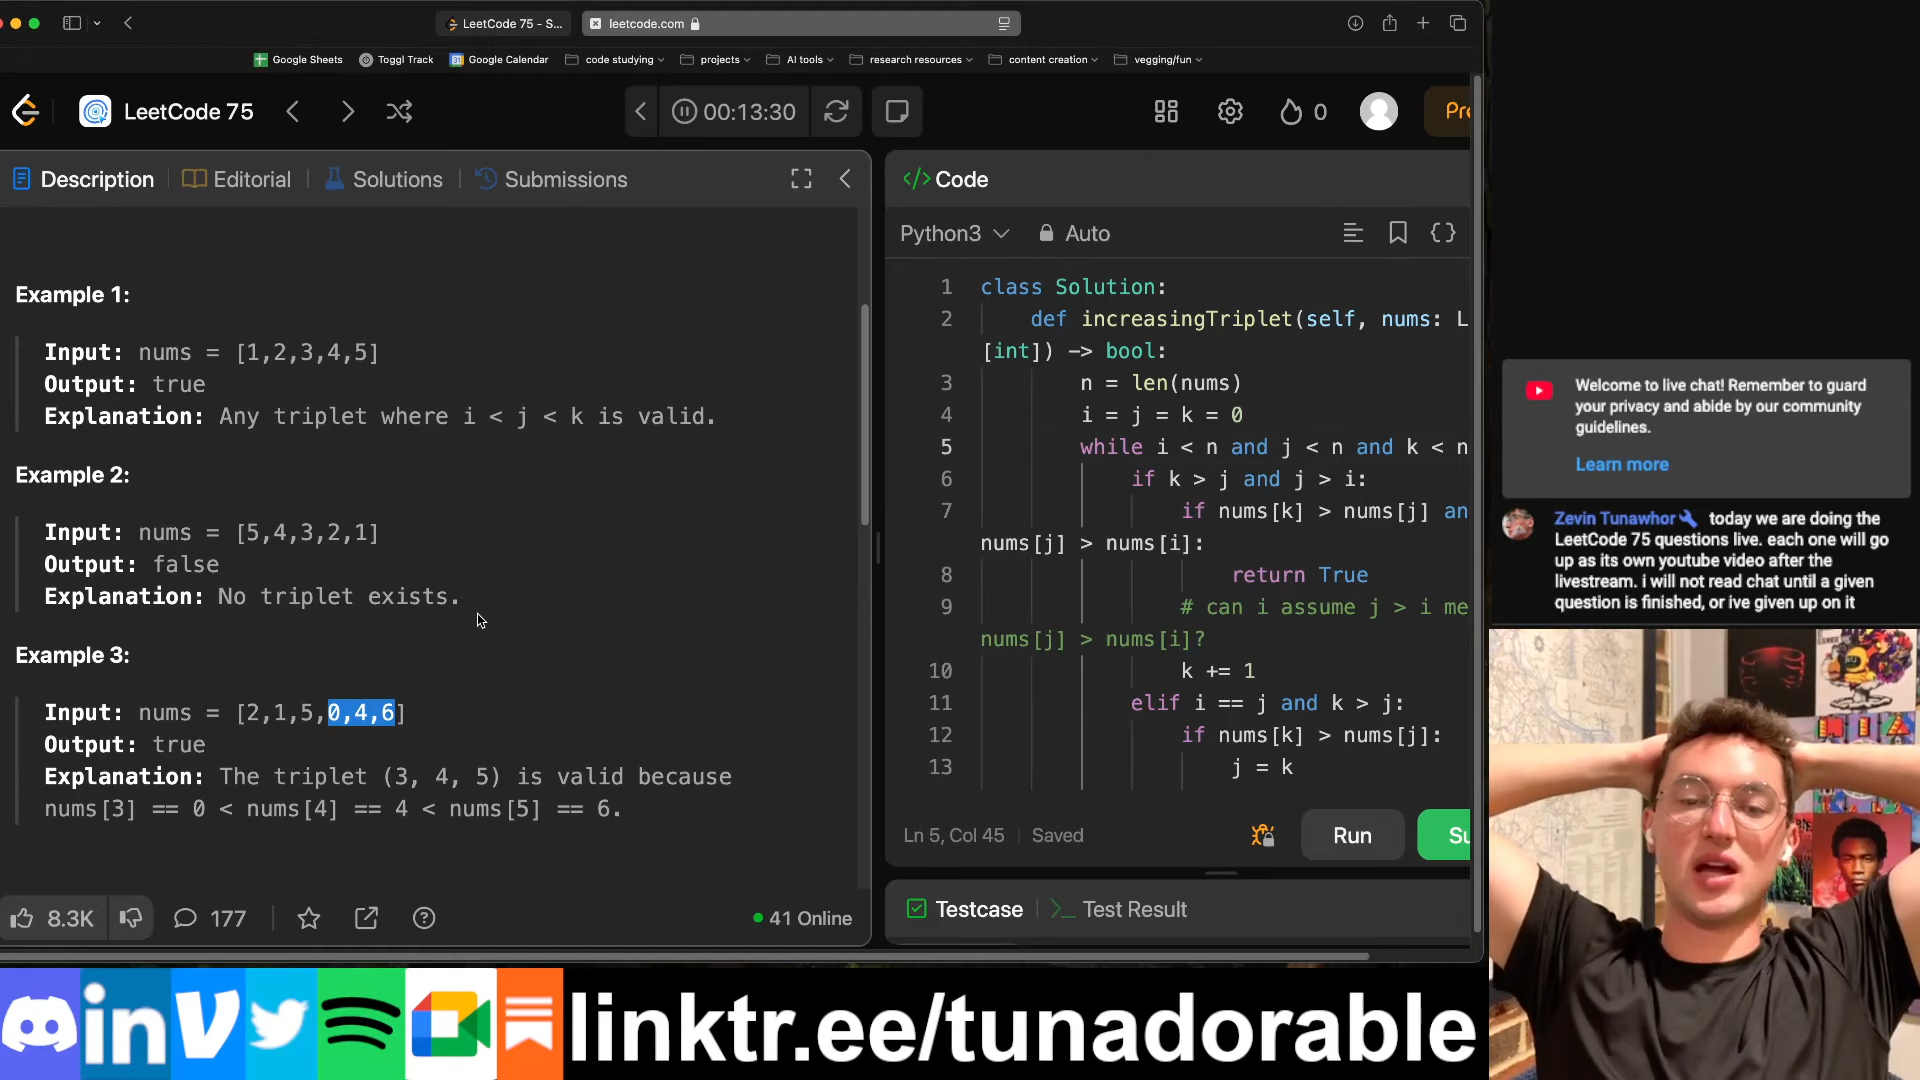 LeetCode 75 - S...
leetcode.com
Google Sheets
Toggl Track
Google Calendar
code studying
projects
AI tools
research resources
content creation
vegging/fun
LeetCode 75
00:13:30
0
Pre
Description
Editorial
Solutions
Submissions
Example 1:
Input: nums = [1,2,3,4,5]
Output: true
Explanation: Any triplet where i < j < k is valid.
Example 2:
Input: nums = [5,4,3,2,1]
Output: false
Explanation: No triplet exists.
Example 3:
Input: nums = [2,1,5,0,4,6]
Output: true
Explanation: The triplet (3, 4, 5) is valid because
nums[3] == 0 < nums[4] == 4 < nums[5] == 6.
8.3K
177
41 Online
</> Code
Python3
Auto
1 class Solution:
2 def increasingTriplet(self, nums: L
[int]) -> bool:
3 n = len(nums)
4 i = j = k = 0
5 while i < n and j < n and k < n
6 if k > j and j > i:
7 if nums[k] > nums[j] an
nums[j] > nums[i]:
8 return True
9 # can i assume j > i me
nums[j] > nums[i]?
10 k += 1
11 elif i == j and k > j:
12 if nums[k] > nums[j]:
13 j = k
Ln 5, Col 45
Saved
Run
Su
Testcase
>_ Test Result
Welcome to live chat! Remember to guard
your privacy and abide by our community
guidelines.
Learn more
Zevin Tunawhor today we are doing the
LeetCode 75 questions live. each one will go
up as its own youtube video after the
livestream. i will not read chat until a given
question is finished, or ive given up on it
in
linktr.ee/tunadorable